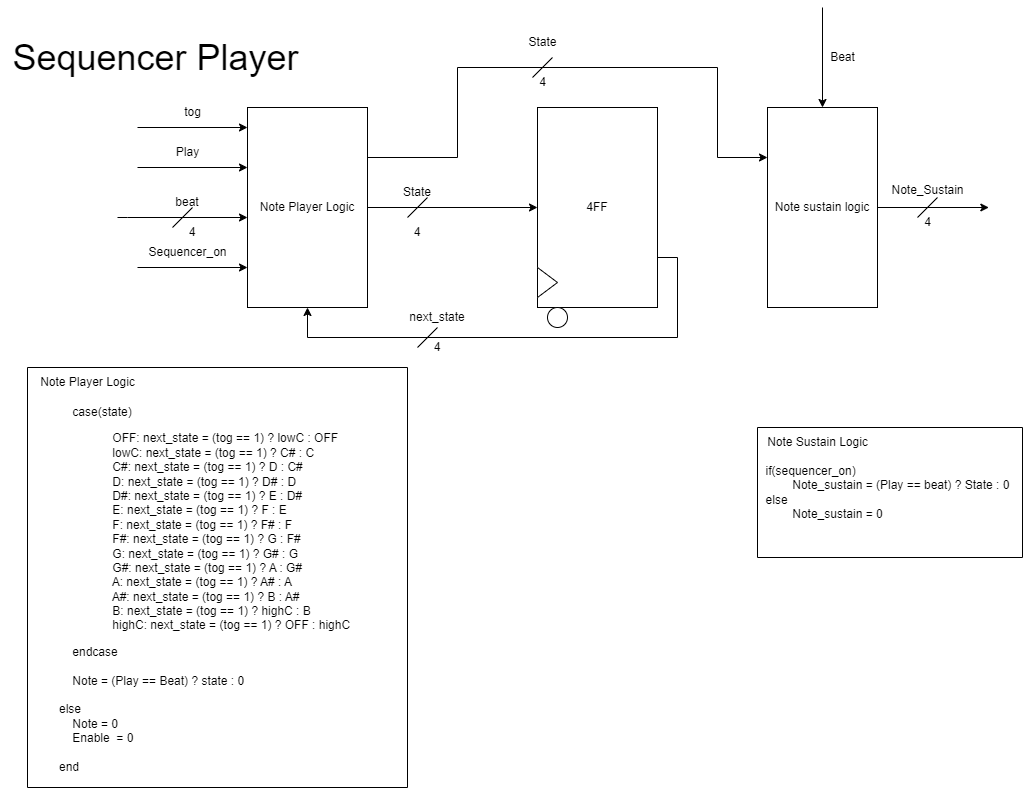 Sequencer Player
State
4
Beat
tog
Play
beat
4
Sequencer_on
Note Player Logic
State
4
4FF
Note sustain logic
Note_Sustain
4
next_state
4
Note Player Logic
case(state)
OFF: next_state = (tog == 1) ? lowC : OFF
lowC: next_state = (tog == 1) ? C# : C
C#: next_state = (tog == 1) ? D : C#
D: next_state = (tog == 1) ? D# : D
D#: next_state = (tog == 1) ? E : D#
E: next_state = (tog == 1) ? F : E
F: next_state = (tog == 1) ? F# : F
F#: next_state = (tog == 1) ? G : F#
G: next_state = (tog == 1) ? G# : G
G#: next_state = (tog == 1) ? A : G#
A: next_state = (tog == 1) ? A# : A
A#: next_state = (tog == 1) ? B : A#
B: next_state = (tog == 1) ? highC : B
highC: next_state = (tog == 1) ? OFF : highC
endcase
Note = (Play == Beat) ? state : 0
else
Note = 0
Enable  = 0
end
Note Sustain Logic
if(sequencer_on)
Note_sustain = (Play == beat) ? State : 0
else
Note_sustain = 0